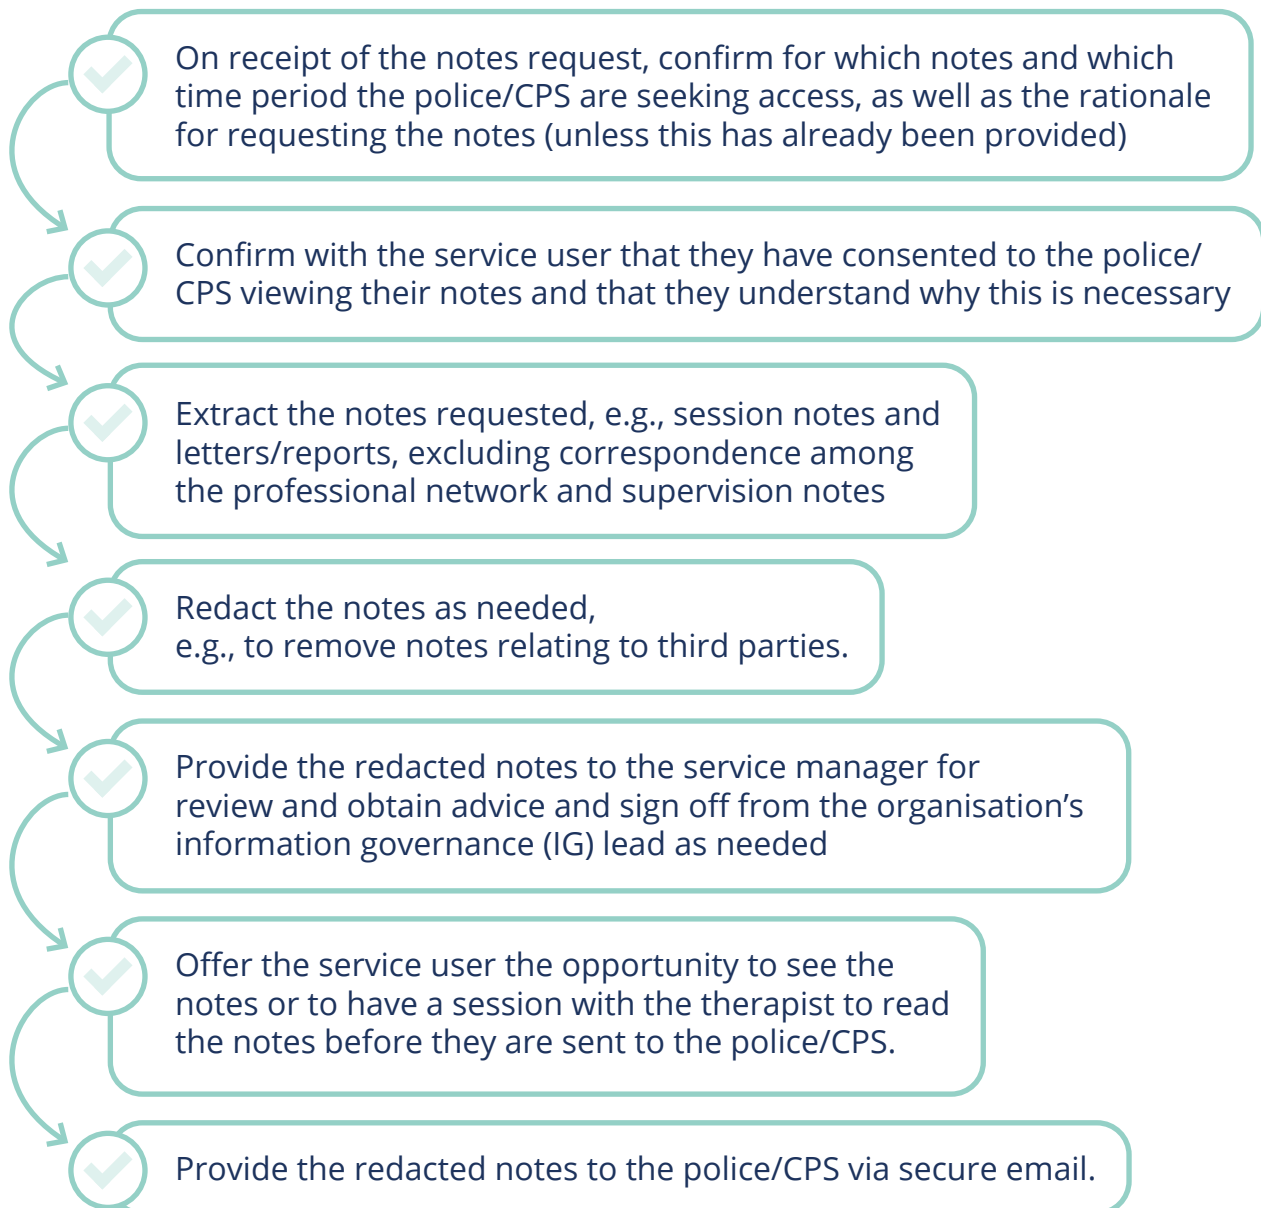 On receipt of the notes request, confirm for which notes and which
time period the police/CPS are seeking access, as well as the rationale
for requesting the notes (unless this has already been provided)
Confirm with the service user that they have consented to the police/
CPS viewing their notes and that they understand why this is necessary
Extract the notes requested, e.g., session notes and
letters/reports, excluding correspondence among
the professional network and supervision notes
Redact the notes as needed,
e.g., to remove notes relating to third parties.
Provide the redacted notes to the service manager for
review and obtain advice and sign off from the organisation’s
information governance (IG) lead as needed
Offer the service user the opportunity to see the
notes or to have a session with the therapist to read
the notes before they are sent to the police/CPS.
Provide the redacted notes to the police/CPS via secure email.